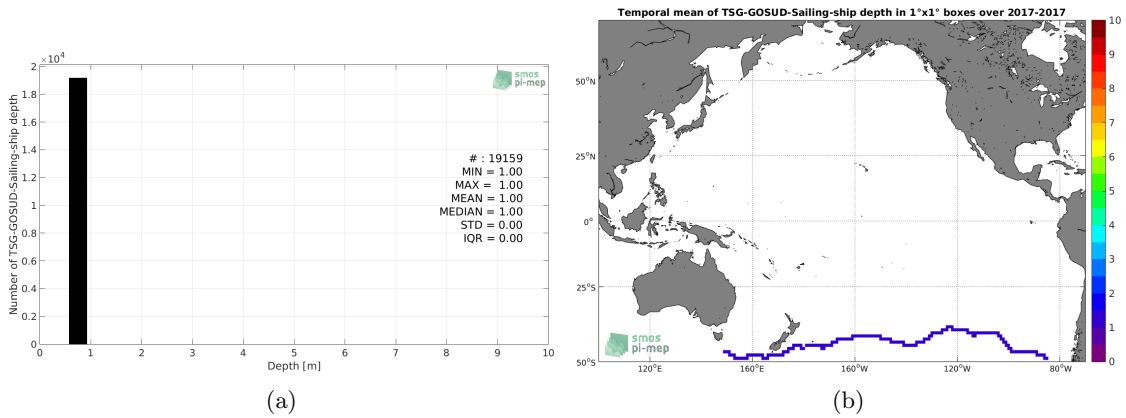 2 ×10⁴
1.8
1.6
1.4
1.2
1
0.8
0.6
0.4
0.2
0
0 1 2 3 4 5 6 7 8 9 10
Depth [m]
Number of TSG-GOSUD-Sailing-ship depth
smos
pi-mep
# : 19159
MIN = 1.00
MAX = 1.00
MEAN = 1.00
MEDIAN = 1.00
STD = 0.00
IQR = 0.00
(a)
Temporal mean of TSG-GOSUD-Sailing-ship depth in 1°x1° boxes over 2017-2017
50°N
25°N
0°
25°S
50°S
120°E 160°E 160°W 120°W 80°W
smos
pi-mep
10
9
8
7
6
5
4
3
2
1
0
(b)